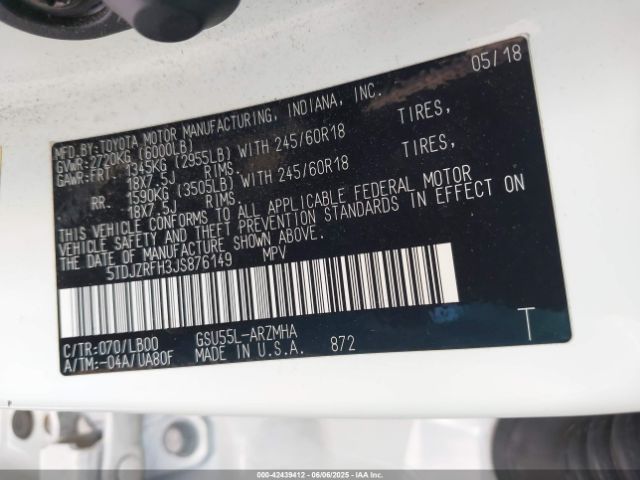 05/18
MFD.BY:TOYOTA MOTOR MANUFACTURING, INDIANA, INC.
GVWR:2720KG (6000LB)
GAWR:FRT. 1345KG (2955LB) WITH 245/60R18 TIRES,
18X7.5J RIMS.
RR. 1590KG (3505LB) WITH 245/60R18 TIRES,
18X7.5J RIMS.
THIS VEHICLE CONFORMS TO ALL APPLICABLE FEDERAL MOTOR
VEHICLE SAFETY AND THEFT PREVENTION STANDARDS IN EFFECT ON
THE DATE OF MANUFACTURE SHOWN ABOVE.
5TDJZRFH3JS876149 MPV
C/TR:070/LB00 GSU55L-ARZMHA
A/TM:-04A/UA80F MADE IN U.S.A. 872 T
000-42439412 - 06/06/2025 - IAAI.COM